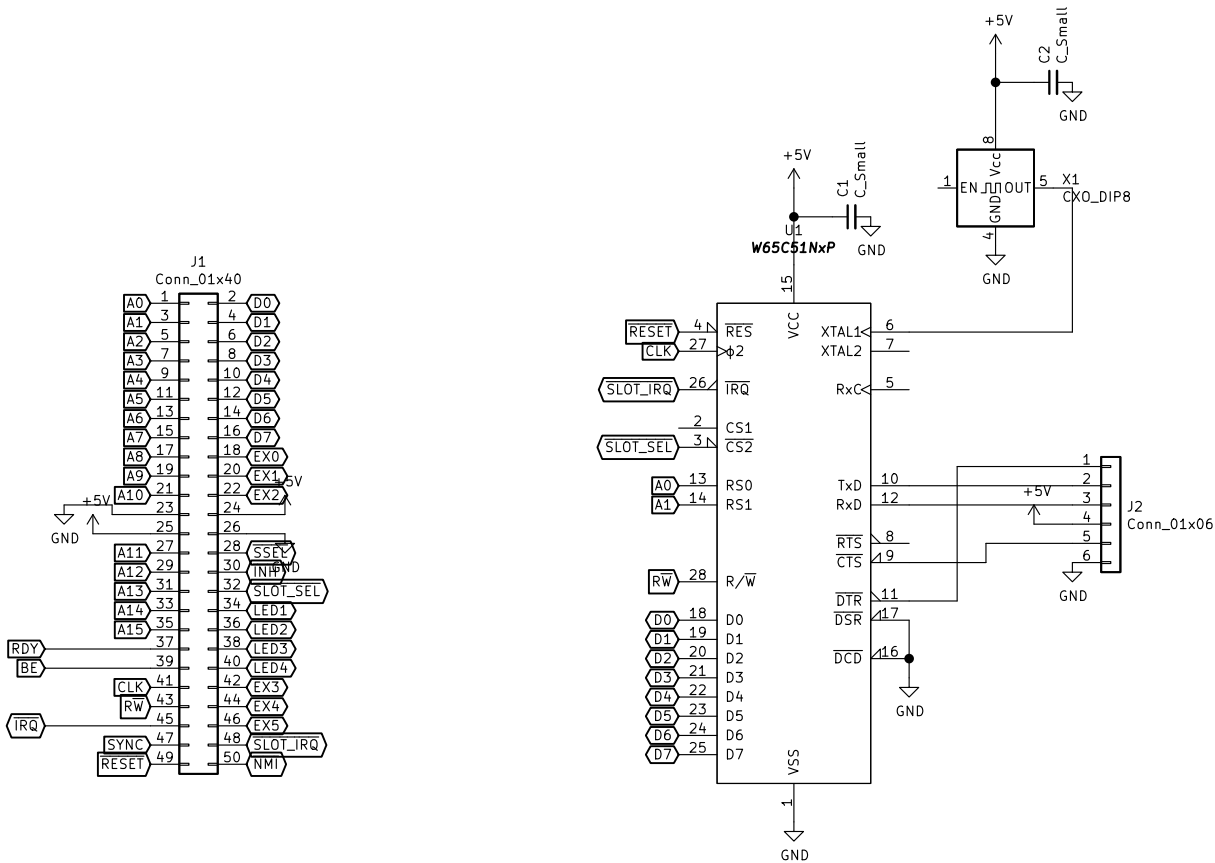 +5V
C2
C_Small
GND
8
Vcc
1
EN
OUT
5
X1
CXO_DIP8
GND
4
GND
+5V
C1
C_Small
GND
U1
W65C51NxP
15
VCC
J1
Conn_01x40
A0 1 2 D0
A1 3 4 D1
A2 5 6 D2
A3 7 8 D3
A4 9 10 D4
A5 11 12 D5
A6 13 14 D6
A7 15 16 D7
A8 17 18 EX0
A9 19 20 EX1
+5V
A10 21 22 EX2
+5V
23 24
GND
25 26
A11 27 28 SSEL
GND
A12 29 30 INH
A13 31 32 SLOT_SEL
A14 33 34 LED1
A15 35 36 LED2
RDY 37 38 LED3
BE 39 40 LED4
CLK 41 42 EX3
RW 43 44 EX4
IRQ 45 46 EX5
SYNC 47 48 SLOT_IRQ
RESET 49 50 NMI
RESET 4 RES
CLK 27 ϕ2
SLOT_IRQ 26 IRQ
2 CS1
SLOT_SEL 3 CS2
A0 13 RS0
A1 14 RS1
RW 28 R/W
D0 18 D0
D1 19 D1
D2 20 D2
D3 21 D3
D4 22 D4
D5 23 D5
D6 24 D6
D7 25 D7
XTAL1 6
XTAL2 7
RxC 5
TxD 10
RxD 12
RTS 8
CTS 9
DTR 11
DSR 17
DCD 16
GND
VSS
1
GND
1
2
+5V
3
4
5
6
J2
Conn_01x06
GND